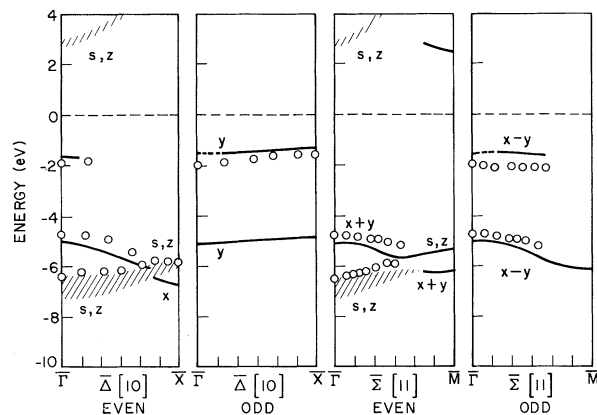 4
2
0
-2
-4
-6
-8
-10
ENERGY (eV)
s,z
s,z
s,z
x
y
y
s,z
x+y
s,z
s,z
x+y
x-y
x-y
Γ̅ Δ̅ [10] X̅
EVEN
Γ̅ Δ̅ [10] X̅
ODD
Γ̅ Σ̅ [11] M̅
EVEN
Γ̅ Σ̅ [11] M̅
ODD